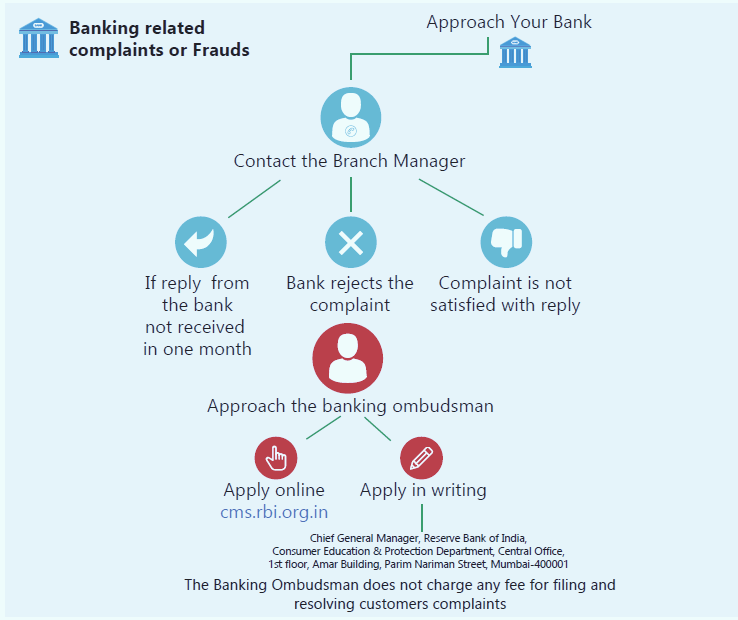 Banking related
complaints or Frauds
Approach Your Bank
Contact the Branch Manager
If reply from
the bank
not received
in one month
Bank rejects the
complaint
Complaint is not
satisfied with reply
Approach the banking ombudsman
Apply online
cms.rbi.org.in
Apply in writing
Chief General Manager, Reserve Bank of India,
Consumer Education & Protection Department, Central Office,
1st floor, Amar Building, Parim Nariman Street, Mumbai-400001
The Banking Ombudsman does not charge any fee for filing and
resolving customers complaints